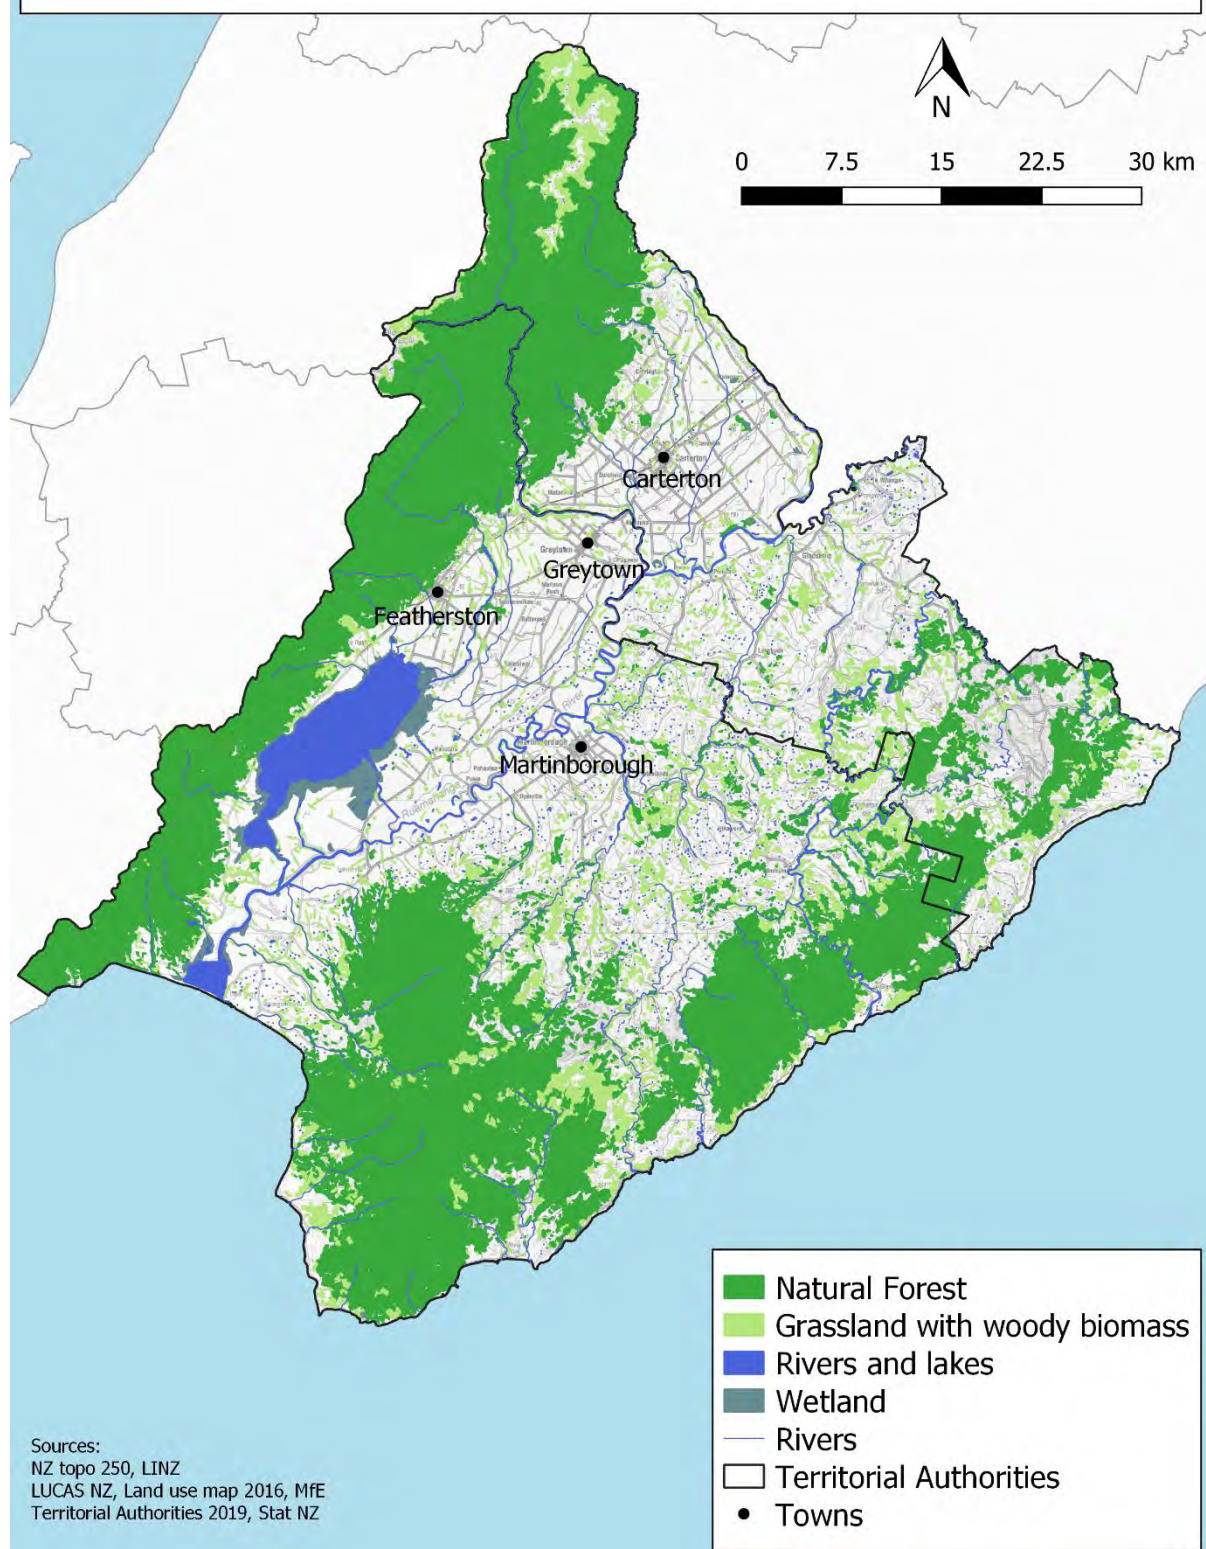 N
0 7.5 15 22.5 30 km
Carterton
Carterton
Greytown
Greytown
Featherston
Martinborough
Natural Forest
Grassland with woody biomass
Rivers and lakes
Wetland
Rivers
Territorial Authorities
Towns
Sources:
NZ topo 250, LINZ
LUCAS NZ, Land use map 2016, MfE
Territorial Authorities 2019, Stat NZ